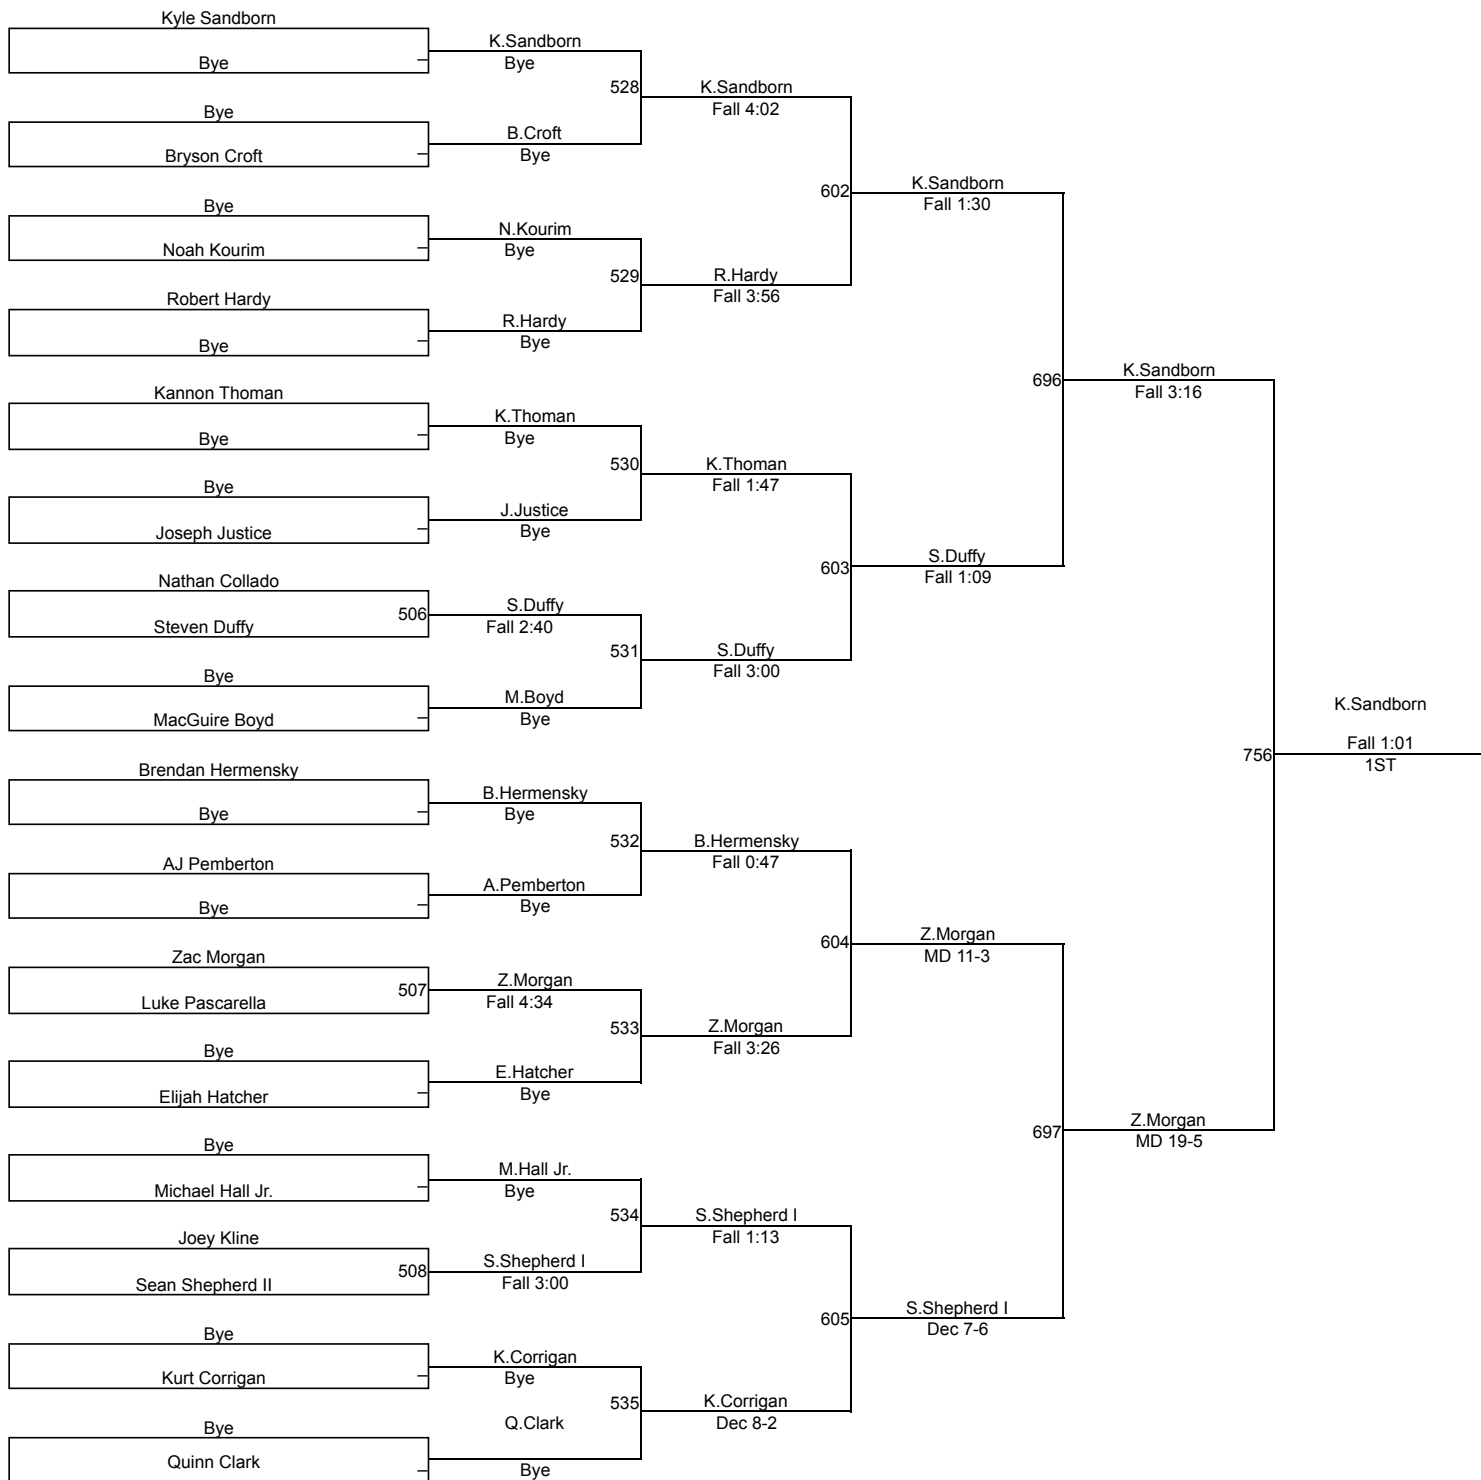 Kyle Sandborn
Bye
Bye
Bryson Croft
Bye
Noah Kourim
Robert Hardy
Bye
Kannon Thoman
Bye
Bye
Joseph Justice
Nathan Collado
506
Steven Duffy
Bye
MacGuire Boyd
Brendan Hermensky
Bye
AJ Pemberton
Bye
Zac Morgan
507
Luke Pascarella
Bye
Elijah Hatcher
Bye
Michael Hall Jr.
Joey Kline
508
Sean Shepherd II
Bye
Kurt Corrigan
Bye
Quinn Clark
K.Sandborn
Bye
528
B.Croft
Bye
N.Kourim
Bye
529
R.Hardy
Bye
K.Thoman
Bye
530
J.Justice
Bye
S.Duffy
Fall 2:40
531
M.Boyd
Bye
B.Hermensky
Bye
532
A.Pemberton
Bye
Z.Morgan
Fall 4:34
533
E.Hatcher
Bye
M.Hall Jr.
Bye
534
S.Shepherd I
Fall 3:00
K.Corrigan
Bye
535
Q.Clark
Bye
K.Sandborn
Fall 4:02
602
R.Hardy
Fall 3:56
K.Thoman
Fall 1:47
603
S.Duffy
Fall 3:00
B.Hermensky
Fall 0:47
604
Z.Morgan
Fall 3:26
S.Shepherd I
Fall 1:13
605
K.Corrigan
Dec 8-2
K.Sandborn
Fall 1:30
696
S.Duffy
Fall 1:09
Z.Morgan
MD 11-3
697
S.Shepherd I
Dec 7-6
K.Sandborn
Fall 3:16
756
Z.Morgan
MD 19-5
K.Sandborn
Fall 1:01
1ST